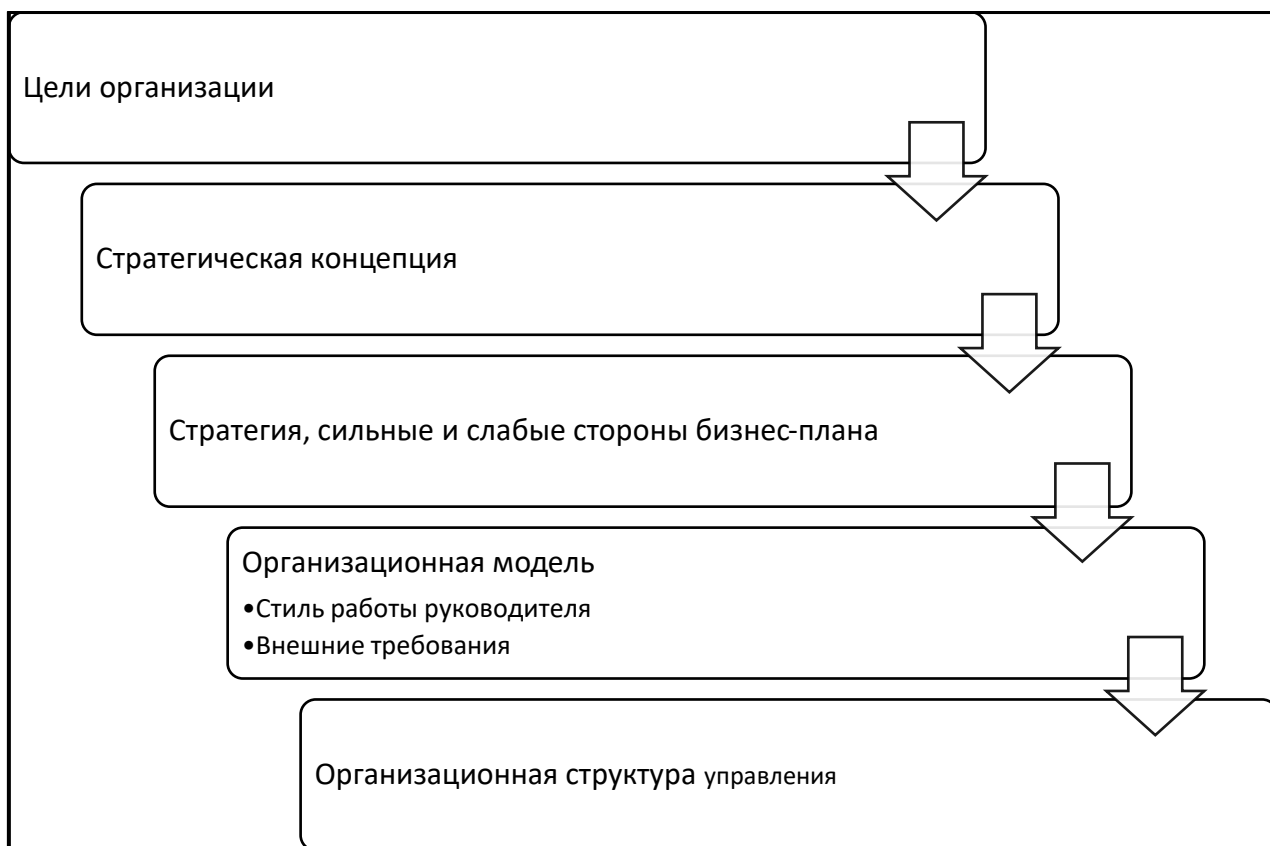 Цели организации
Стратегическая концепция
Стратегия, сильные и слабые стороны бизнес-плана
Организационная модель
•Стиль работы руководителя
•Внешние требования
Организационная структура управления